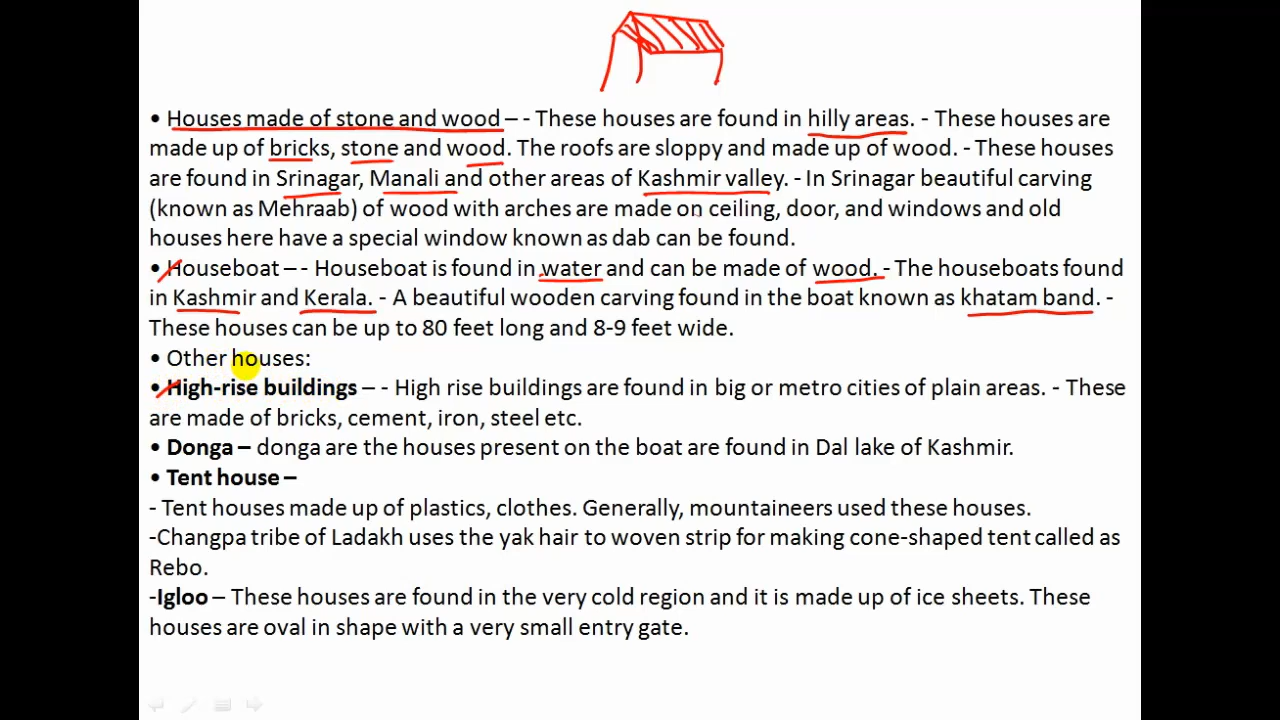 • Houses made of stone and wood – - These houses are found in hilly areas. - These houses are
made up of bricks, stone and wood. The roofs are sloppy and made up of wood. - These houses
are found in Srinagar, Manali and other areas of Kashmir valley. - In Srinagar beautiful carving
(known as Mehraab) of wood with arches are made on ceiling, door, and windows and old
houses here have a special window known as dab can be found.
• Houseboat – - Houseboat is found in water and can be made of wood. - The houseboats found
in Kashmir and Kerala. - A beautiful wooden carving found in the boat known as khatam band. -
These houses can be up to 80 feet long and 8-9 feet wide.
• Other houses:
• High-rise buildings – - High rise buildings are found in big or metro cities of plain areas. - These
are made of bricks, cement, iron, steel etc.
• Donga – donga are the houses present on the boat are found in Dal lake of Kashmir.
• Tent house –
- Tent houses made up of plastics, clothes. Generally, mountaineers used these houses.
-Changpa tribe of Ladakh uses the yak hair to woven strip for making cone-shaped tent called as
Rebo.
-Igloo – These houses are found in the very cold region and it is made up of ice sheets. These
houses are oval in shape with a very small entry gate.